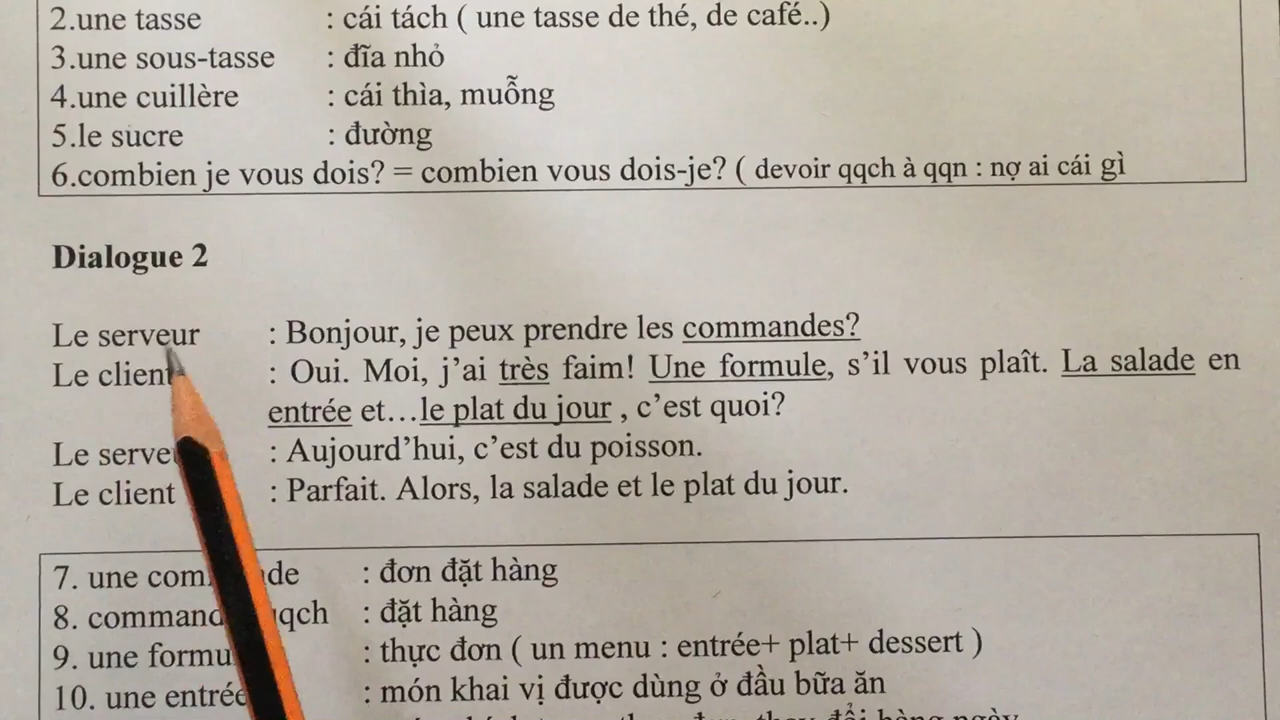 2.une tasse : cái tách ( une tasse de thé, de café..)
3.une sous-tasse : đĩa nhỏ
4.une cuillère : cái thìa, muỗng
5.le sucre : đường
6.combien je vous dois? = combien vous dois-je? ( devoir qqch à qqn : nợ ai cái gì
Dialogue 2
Le serveur : Bonjour, je peux prendre les commandes?
Le client : Oui. Moi, j’ai très faim! Une formule, s’il vous plaît. La salade en
entrée et…le plat du jour , c’est quoi?
Le : Aujourd’hui, c’est du poisson.
Le client : Parfait. Alors, la salade et le plat du jour.
7. une : đơn đặt hàng
8. : đặt hàng
9. une : thực đơn ( un menu : entrée+ plat+ dessert )
10. une entrée : món khai vị được dùng ở đầu bữa ăn